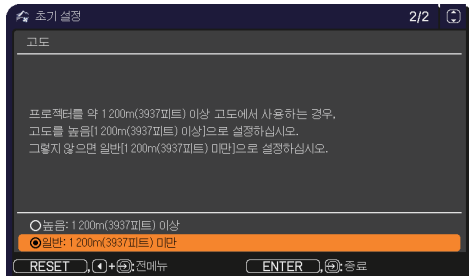 초기 설정 2/2
고도
프로젝터를 약 1200m(3937피트) 이상 고도에서 사용하는 경우,
고도를 높음[1200m(3937피트) 이상]으로 설정하십시오.
그렇지 않으면 일반[1200m(3937피트) 미만]으로 설정하십시오.
높음: 1200m(3937피트) 이상
일반: 1200m(3937피트) 미만
RESET , + :전메뉴 ENTER , :종료